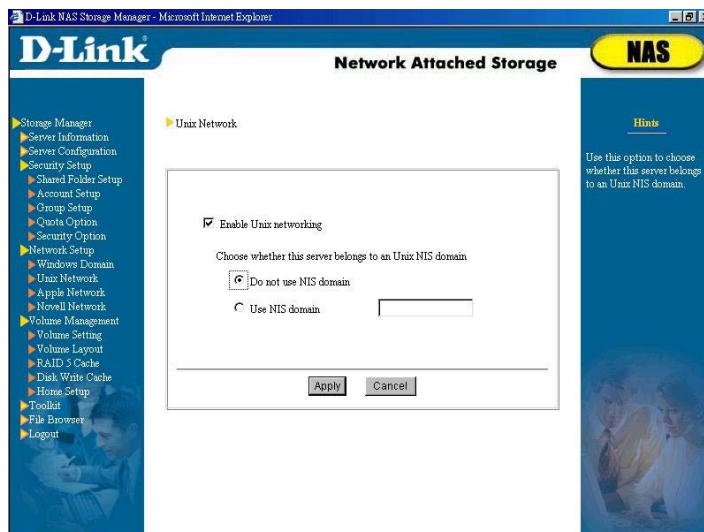 D-Link NAS Storage Manager - Microsoft Internet Explorer
D-Link
Network Attached Storage
NAS
Storage Manager
Server Information
Server Configuration
Security Setup
Shared Folder Setup
Account Setup
Group Setup
Quota Option
Security Option
Network Setup
Windows Domain
Unix Network
Apple Network
Novell Network
Volume Management
Volume Setting
Volume Layout
RAID 5 Cache
Disk Write Cache
Home Setup
Toolkit
File Browser
Logout
Unix Network
Enable Unix networking
Choose whether this server belongs to an Unix NIS domain
Do not use NIS domain
Use NIS domain
Apply
Cancel
Hints
Use this option to choose
whether this server belongs
to an Unix NIS domain.